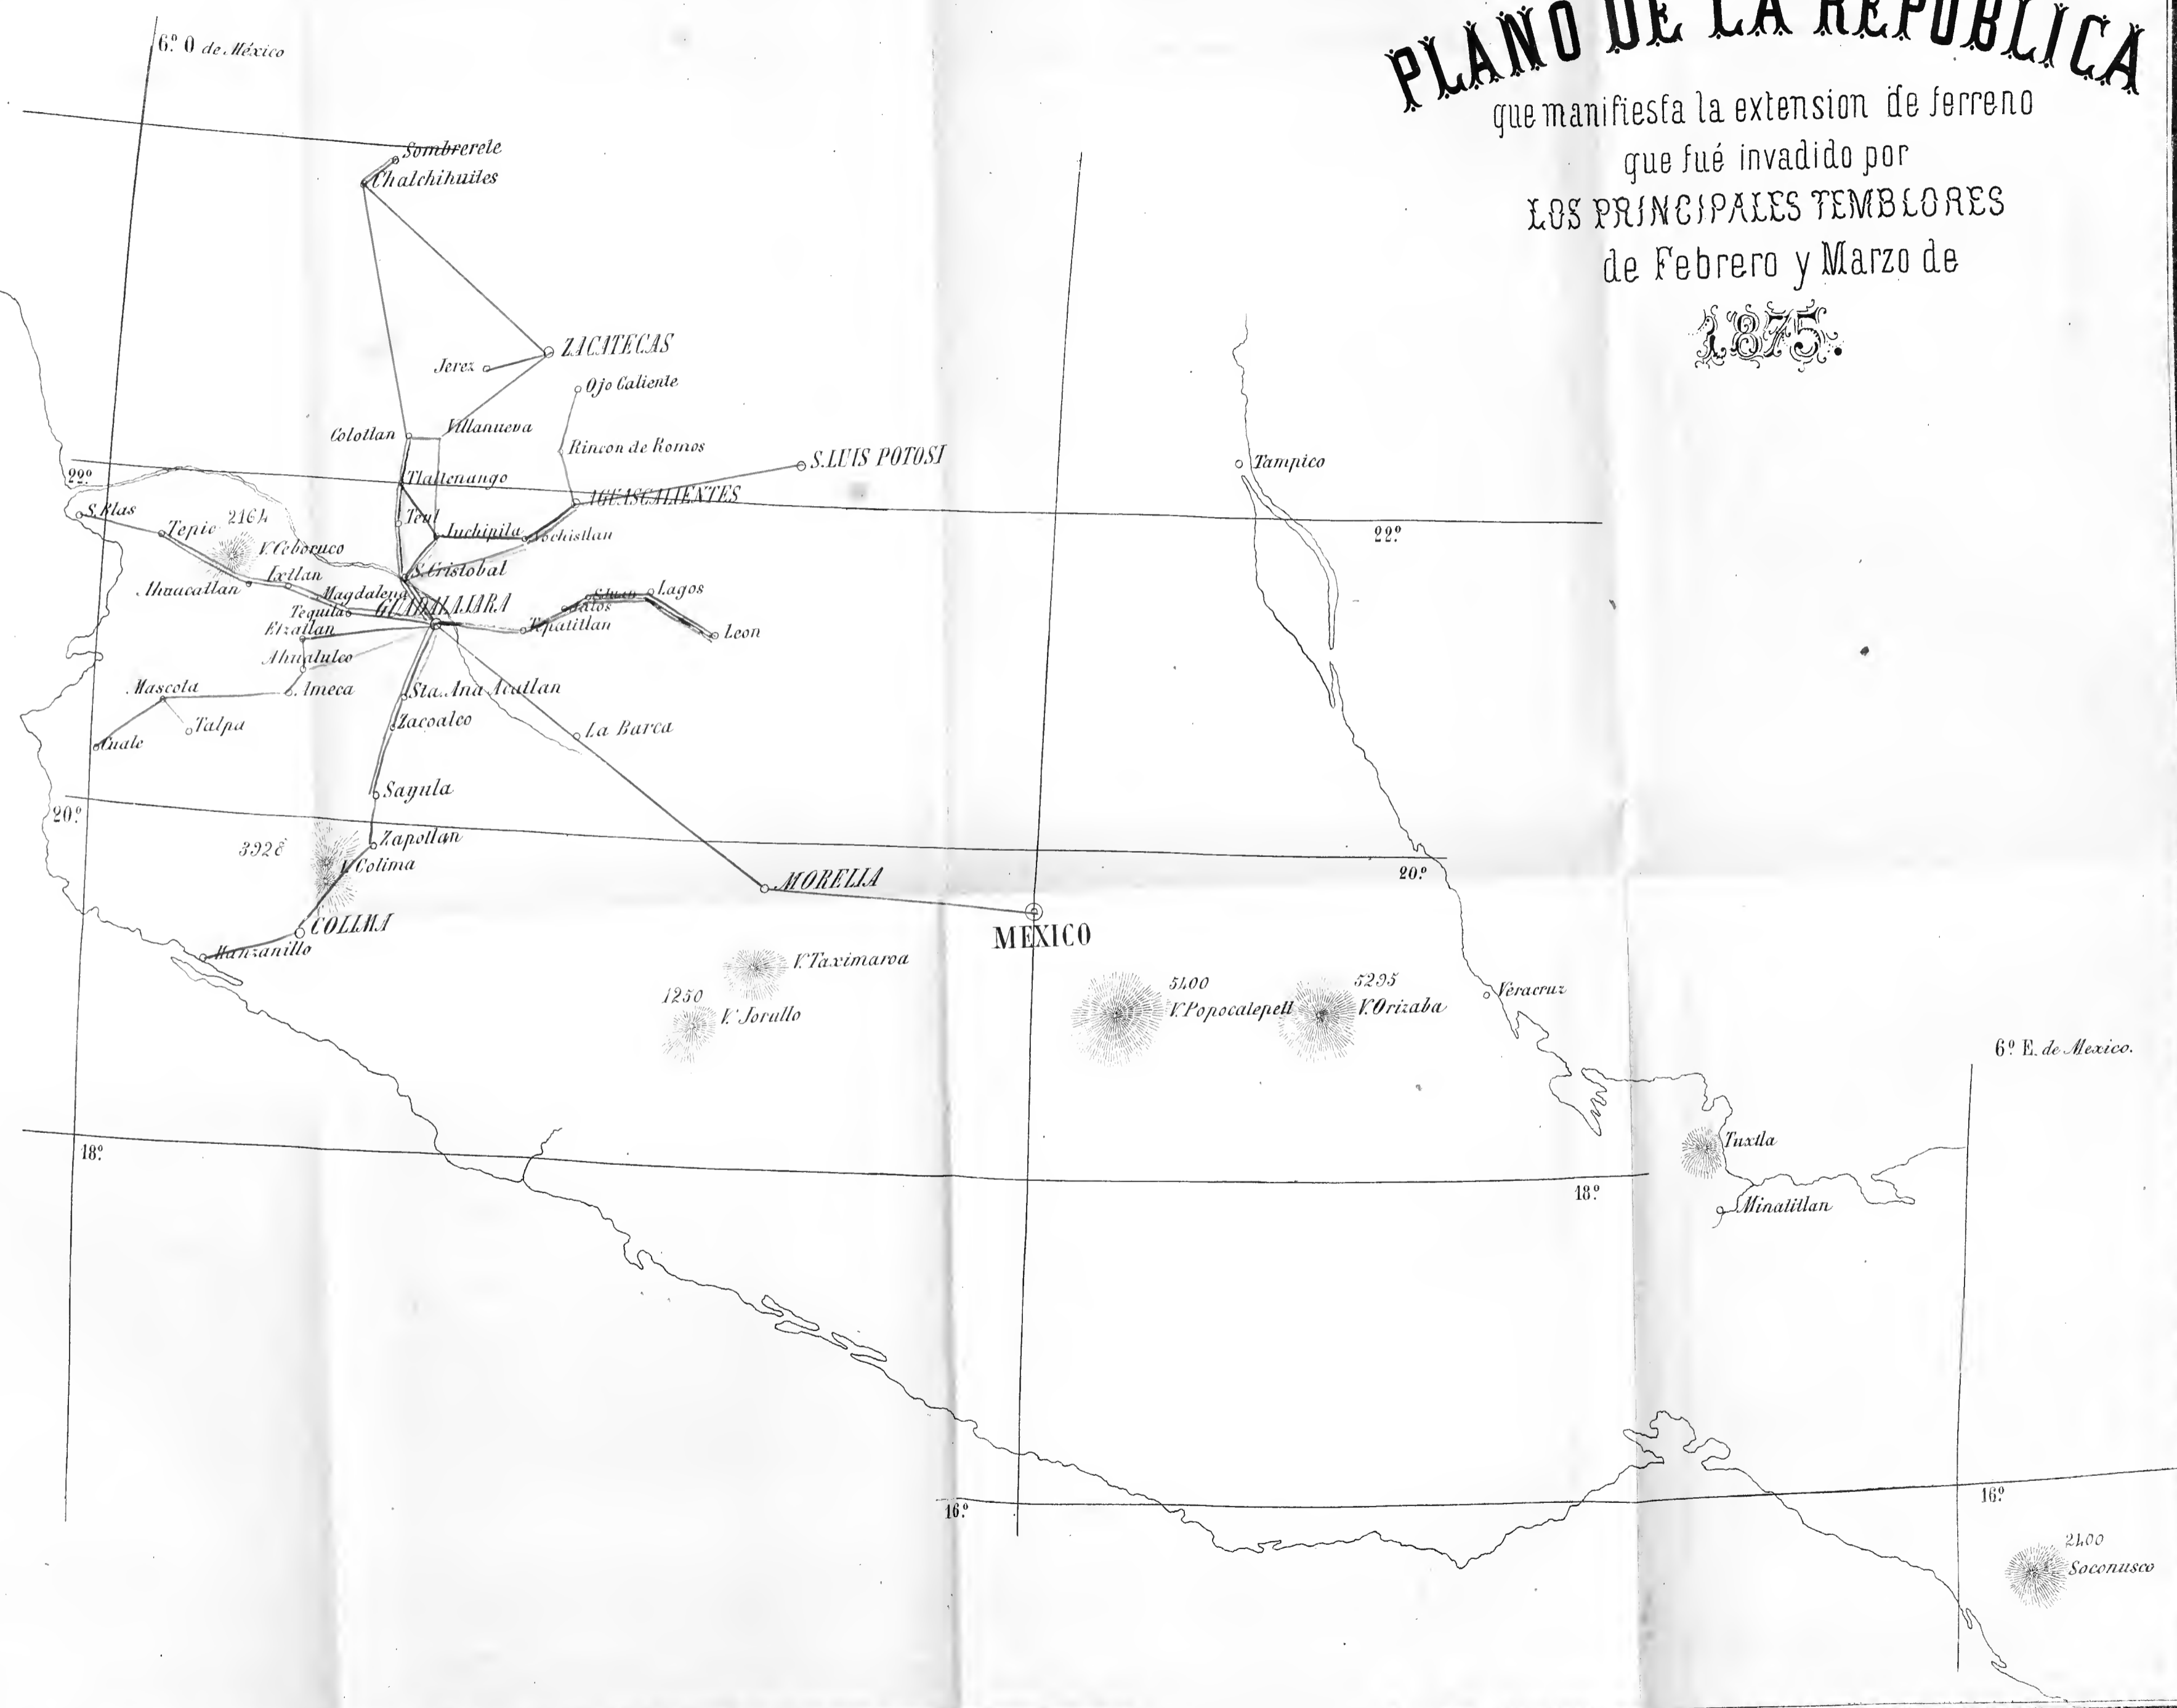 PLANO DE LA REPUBLICA
que manifiesta la extension de terreno
que fué invadido por
LOS PRINCIPALES TEMBLORES
de Febrero y Marzo de
1875.
6º O de México
Sombrerete
Chalchihuites
ZACATECAS
Jerez
Ojo Caliente
Colotlan
Villanueva
Rincon de Romos
S. LUIS POTOSI
Tampico
22º
Tlaltenango
AGUASCALIENTES
S. Blas
Tepic
2164
Teul
Juchipila
Nochistlan
22º
V. Ceboruco
S. Cristobal
Ahuacatlan
Ixtlan
Magdalena
S. Juan
Lagos
Tequila
GUADALAJARA
Jalos
Etzatlan
Tepatitlan
Leon
Ahualulco
Mascota
Ameca
Sta. Ana Acatlan
Talpa
Zacoalco
La Barca
Cuale
Sayula
20º
Zapotlan
3928
V. Colima
20º
MORELIA
COLIMA
MEXICO
Manzanillo
V. Taximaroa
1250
V. Jorullo
5400
V. Popocatepetl
5295
V. Orizaba
Veracruz
6º E. de Mexico.
18º
Tuxtla
18º
Minatitlan
16º
16º
2400
Soconusco